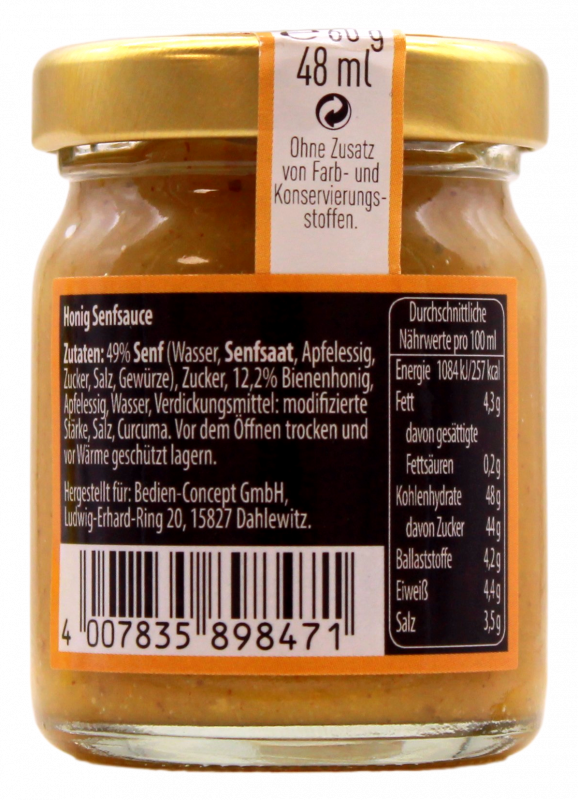 60 g
48 ml
Ohne Zusatz
von Farb- und
Konservierungs-
stoffen.
Honig Senfsauce
Zutaten: 49% Senf (Wasser, Senfsaat, Apfelessig,
Zucker, Salz, Gewürze), Zucker, 12,2% Bienenhonig,
Apfelessig, Wasser, Verdickungsmittel: modifizierte
Stärke, Salz, Curcuma. Vor dem Öffnen trocken und
vor Wärme geschützt lagern.
Hergestellt für: Bedien-Concept GmbH,
Ludwig-Erhard-Ring 20, 15827 Dahlewitz.
4 007835 898471
Durchschnittliche
Nährwerte pro 100 ml
Energie 1084 kJ/257 kcal
Fett 4,3 g
davon gesättigte
Fettsäuren 0,2 g
Kohlenhydrate 48 g
davon Zucker 44 g
Ballaststoffe 4,2 g
Eiweiß 4,4 g
Salz 3,5 g